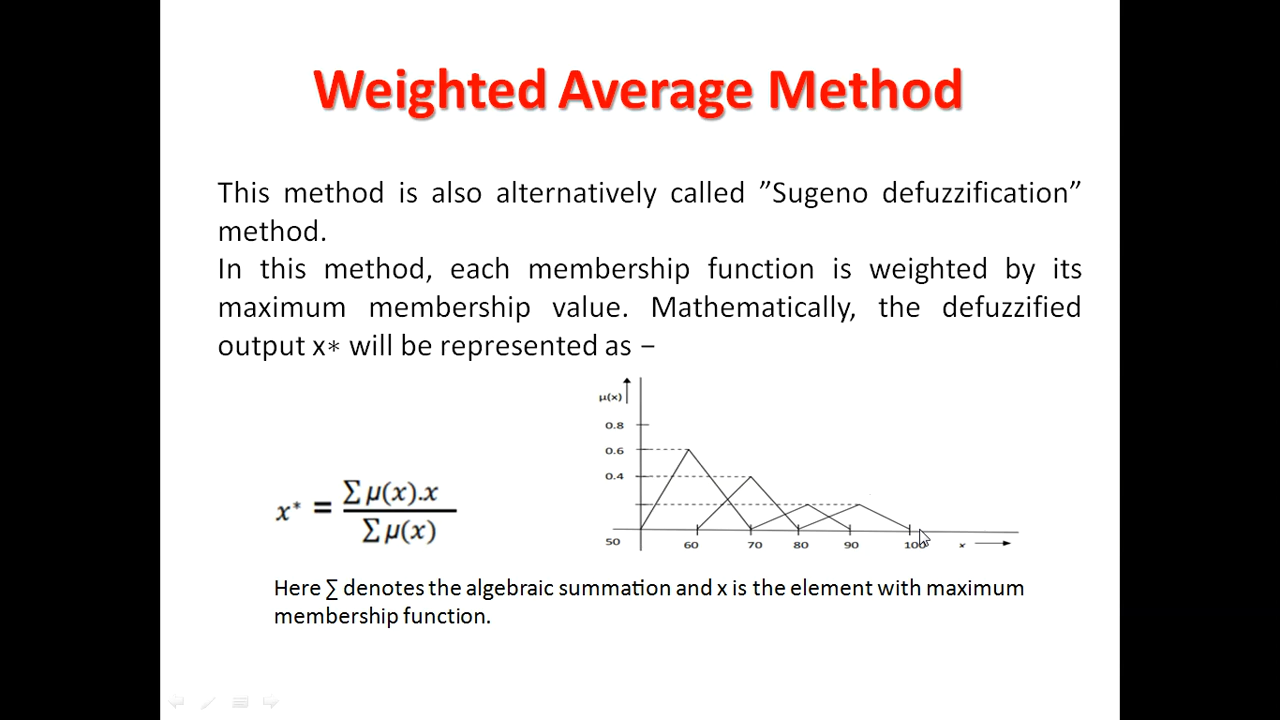 Weighted Average Method
This method is also alternatively called ”Sugeno defuzzification”
method.
In this method, each membership function is weighted by its
maximum membership value. Mathematically, the defuzzified
output x∗ will be represented as −
μ(x)
0.8
0.6
0.4
x* = ∑μ(x).x / ∑μ(x)
50 60 70 80 90 100 x
Here ∑ denotes the algebraic summation and x is the element with maximum
membership function.